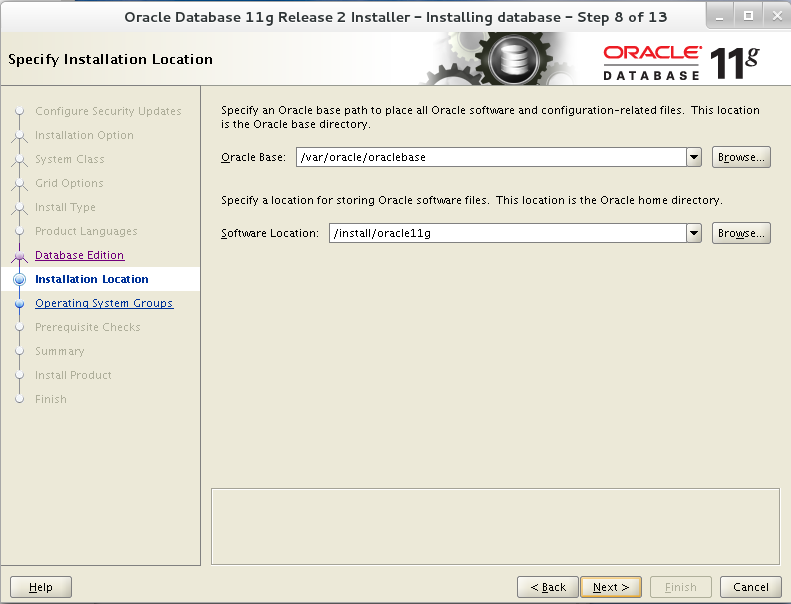 Oracle Database 11g Release 2 Installer - Installing database - Step 8 of 13
Specify Installation Location
ORACLE
DATABASE
11g
Configure Security Updates
Installation Option
System Class
Grid Options
Install Type
Product Languages
Database Edition
Installation Location
Operating System Groups
Prerequisite Checks
Summary
Install Product
Finish
Specify an Oracle base path to place all Oracle software and configuration-related files. This location
is the Oracle base directory.
Oracle Base: /var/oracle/oraclebase Browse...
Specify a location for storing Oracle software files. This location is the Oracle home directory.
Software Location: /install/oracle11g Browse...
Help < Back Next > Finish Cancel